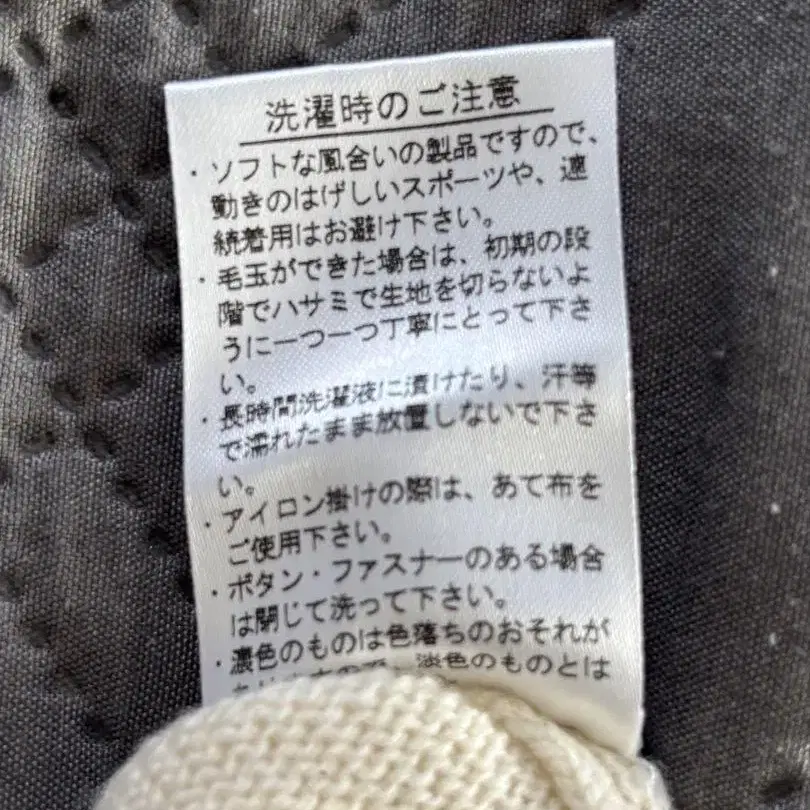 洗濯時のご注意
・ソフトな風合いの製品ですので、
動きのはげしいスポーツや、連
続着用はお避け下さい。
・毛玉ができた場合は、初期の段
階でハサミで生地を切らないよ
うに一つ一つ丁寧にとって下さ
い。
・長時間洗濯液に漬けたり、汗等
で濡れたまま放置しないで下さ
い。
・アイロン掛けの際は、あて布を
ご使用下さい。
・ボタン・ファスナーのある場合
は閉じて洗って下さい。
・濃色のものは色落ちのおそれが
ありますので、淡色のものとは